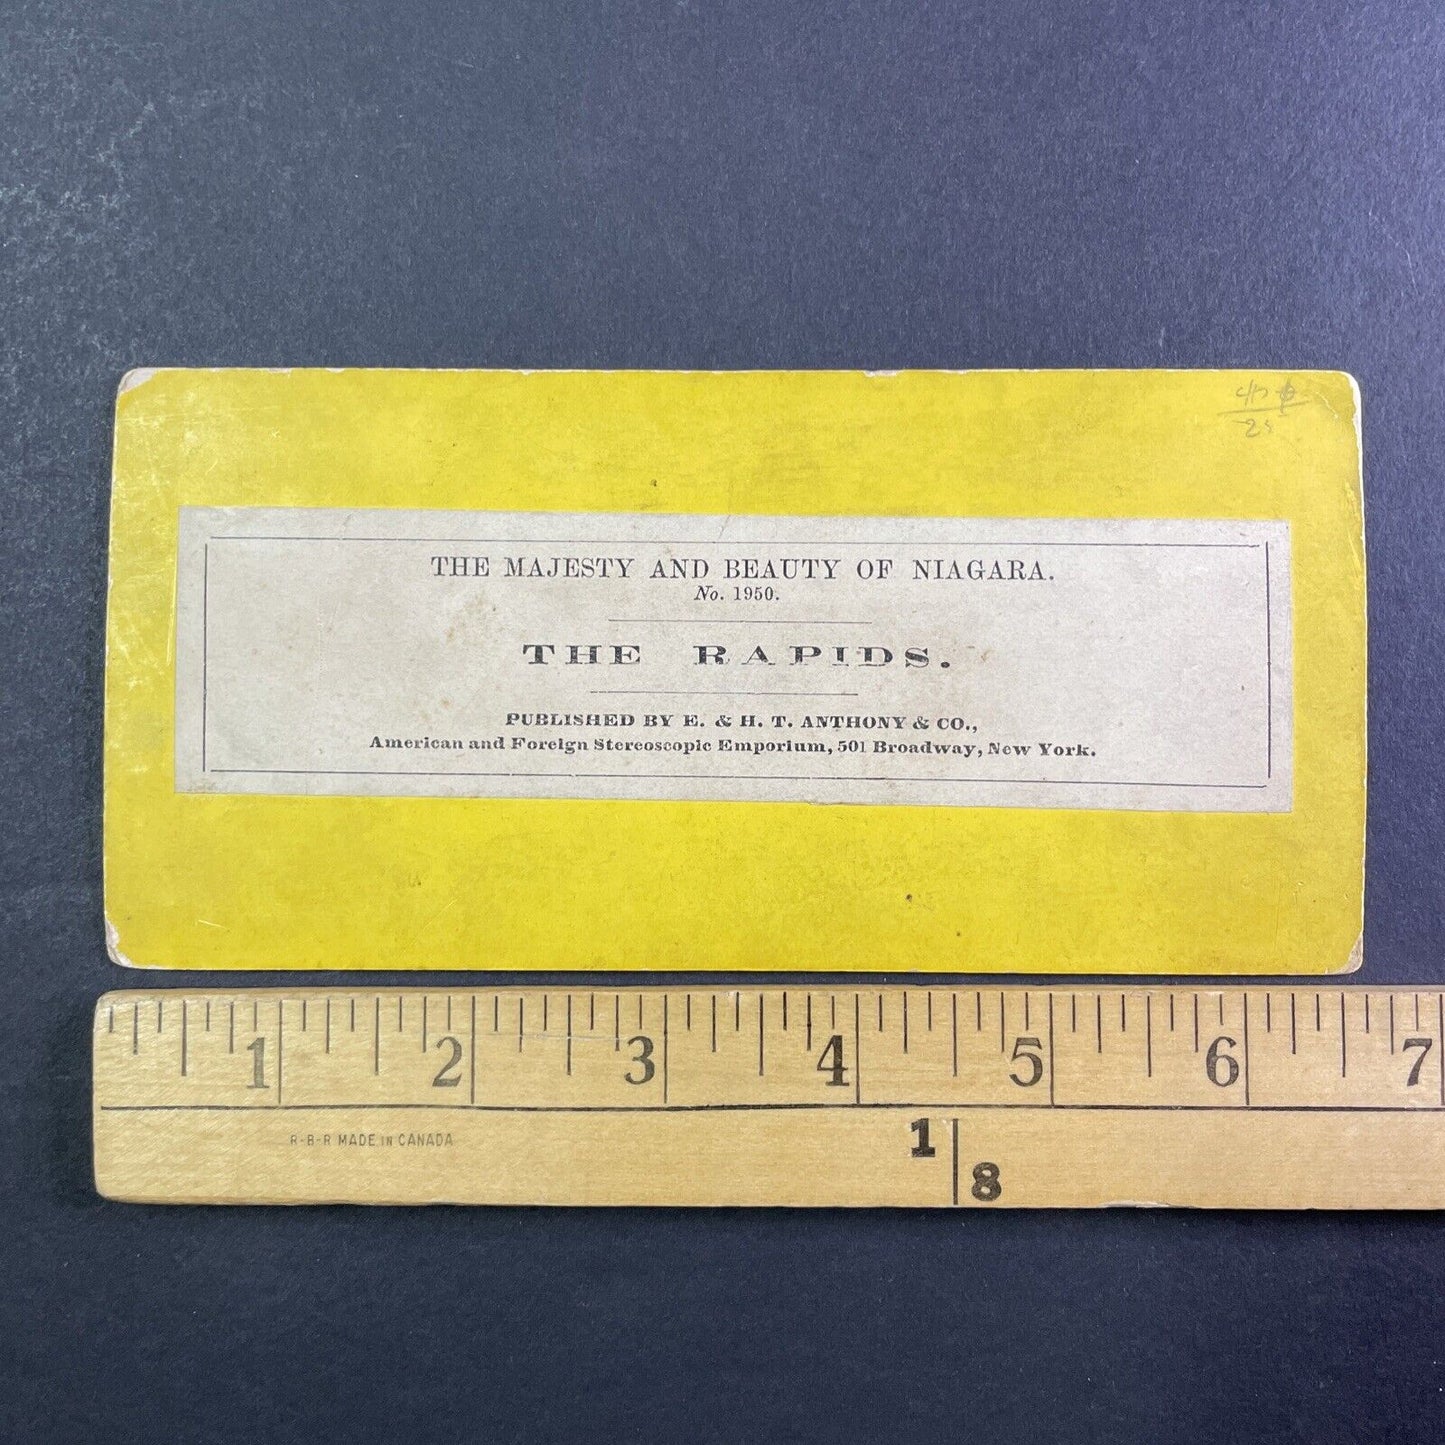 THE MAJESTY AND BEAUTY OF NIAGARA.
No. 1950.
THE RAPIDS.
PUBLISHED BY E. & H. T. ANTHONY & CO.,
American and Foreign Stereoscopic Emporium, 501 Broadway, New York.
1 2 3 4 5 6 7
R-B-R MADE IN CANADA
1
8